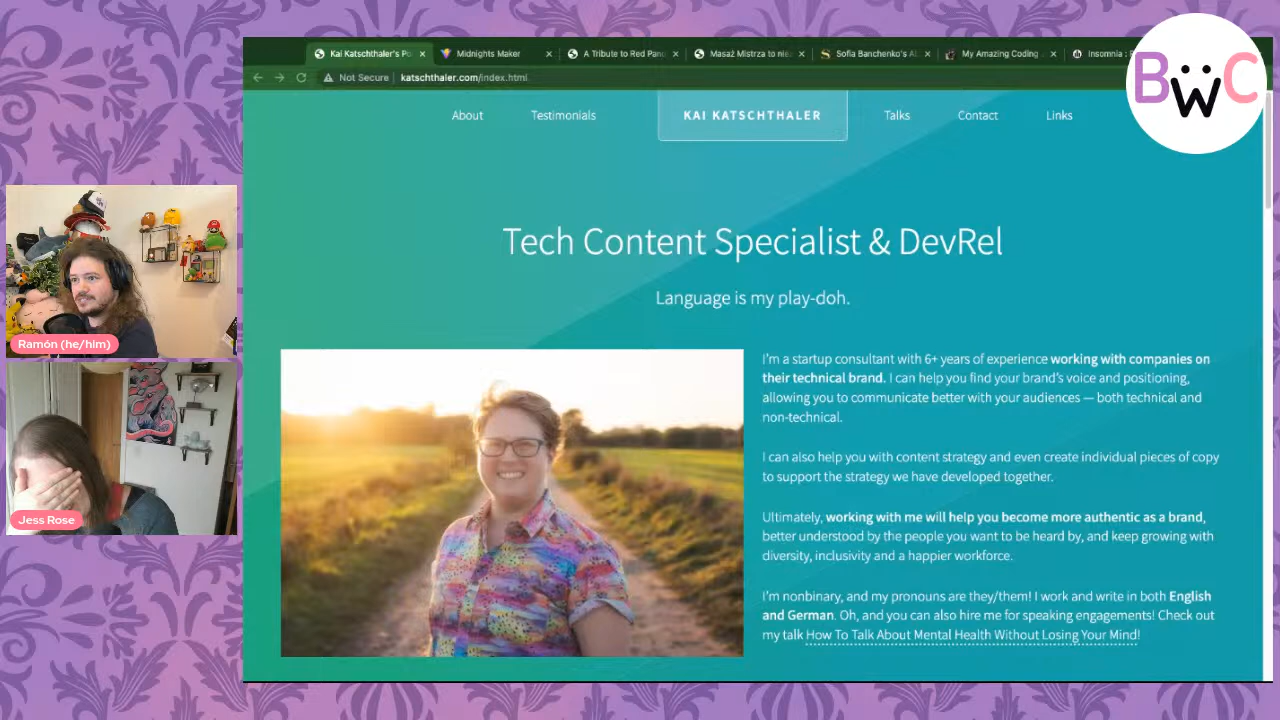 Kai Katschthaler's Po
Midnights Maker
A Tribute to Red Pan
Masaż Mistrza to nie
Sofia Banchenko's A
My Amazing Coding
Insomnia :
Not Secure
katschthaler.com/index.html
BWC
About
Testimonials
KAI KATSCHTHALER
Talks
Contact
Links
Tech Content Specialist & DevRel
Language is my play-doh.
I'm a startup consultant with 6+ years of experience working with companies on
their technical brand. I can help you find your brand's voice and positioning,
allowing you to communicate better with your audiences — both technical and
non-technical.
I can also help you with content strategy and even create individual pieces of copy
to support the strategy we have developed together.
Ultimately, working with me will help you become more authentic as a brand,
better understood by the people you want to be heard by, and keep growing with
diversity, inclusivity and a happier workforce.
I'm nonbinary, and my pronouns are they/them! I work and write in both English
and German. Oh, and you can also hire me for speaking engagements! Check out
my talk How To Talk About Mental Health Without Losing Your Mind!
Ramón (he/him)
Jess Rose